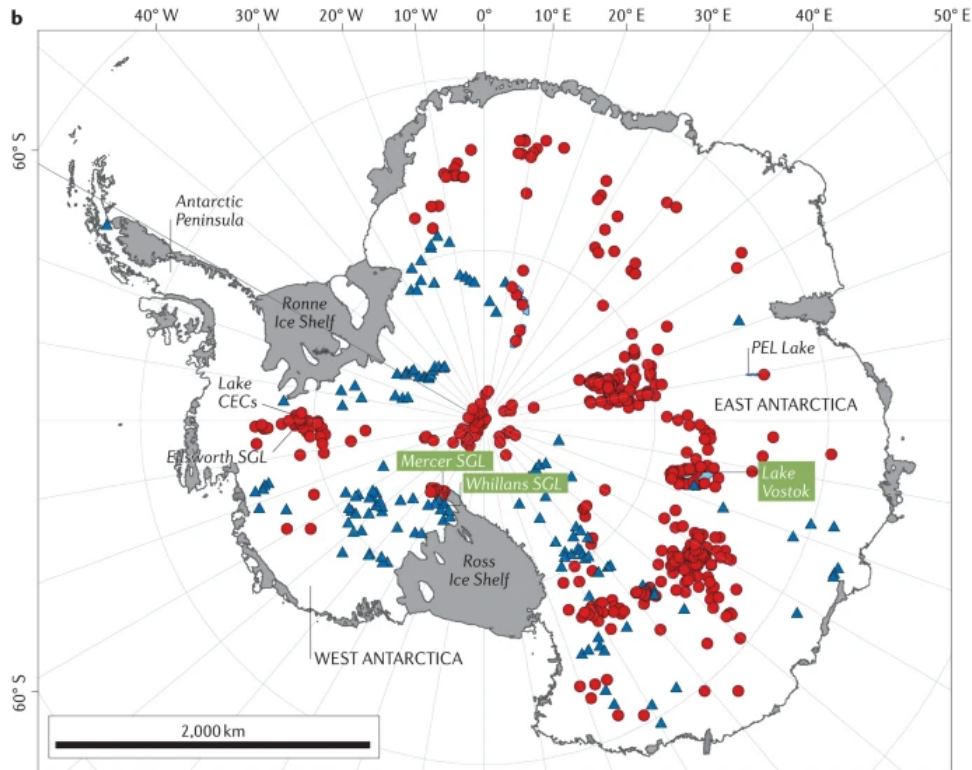 b
40° W
30° W
20° W
10° W
0°
10° E
20° E
30° E
40° E
50° E
60° S
Antarctic
Peninsula
Ronne
Ice Shelf
PEL Lake
Lake
CECs
EAST ANTARCTICA
Ellsworth SGL
Mercer SGL
Whillans SGL
Lake
Vostok
Ross
Ice Shelf
WEST ANTARCTICA
60° S
2,000 km